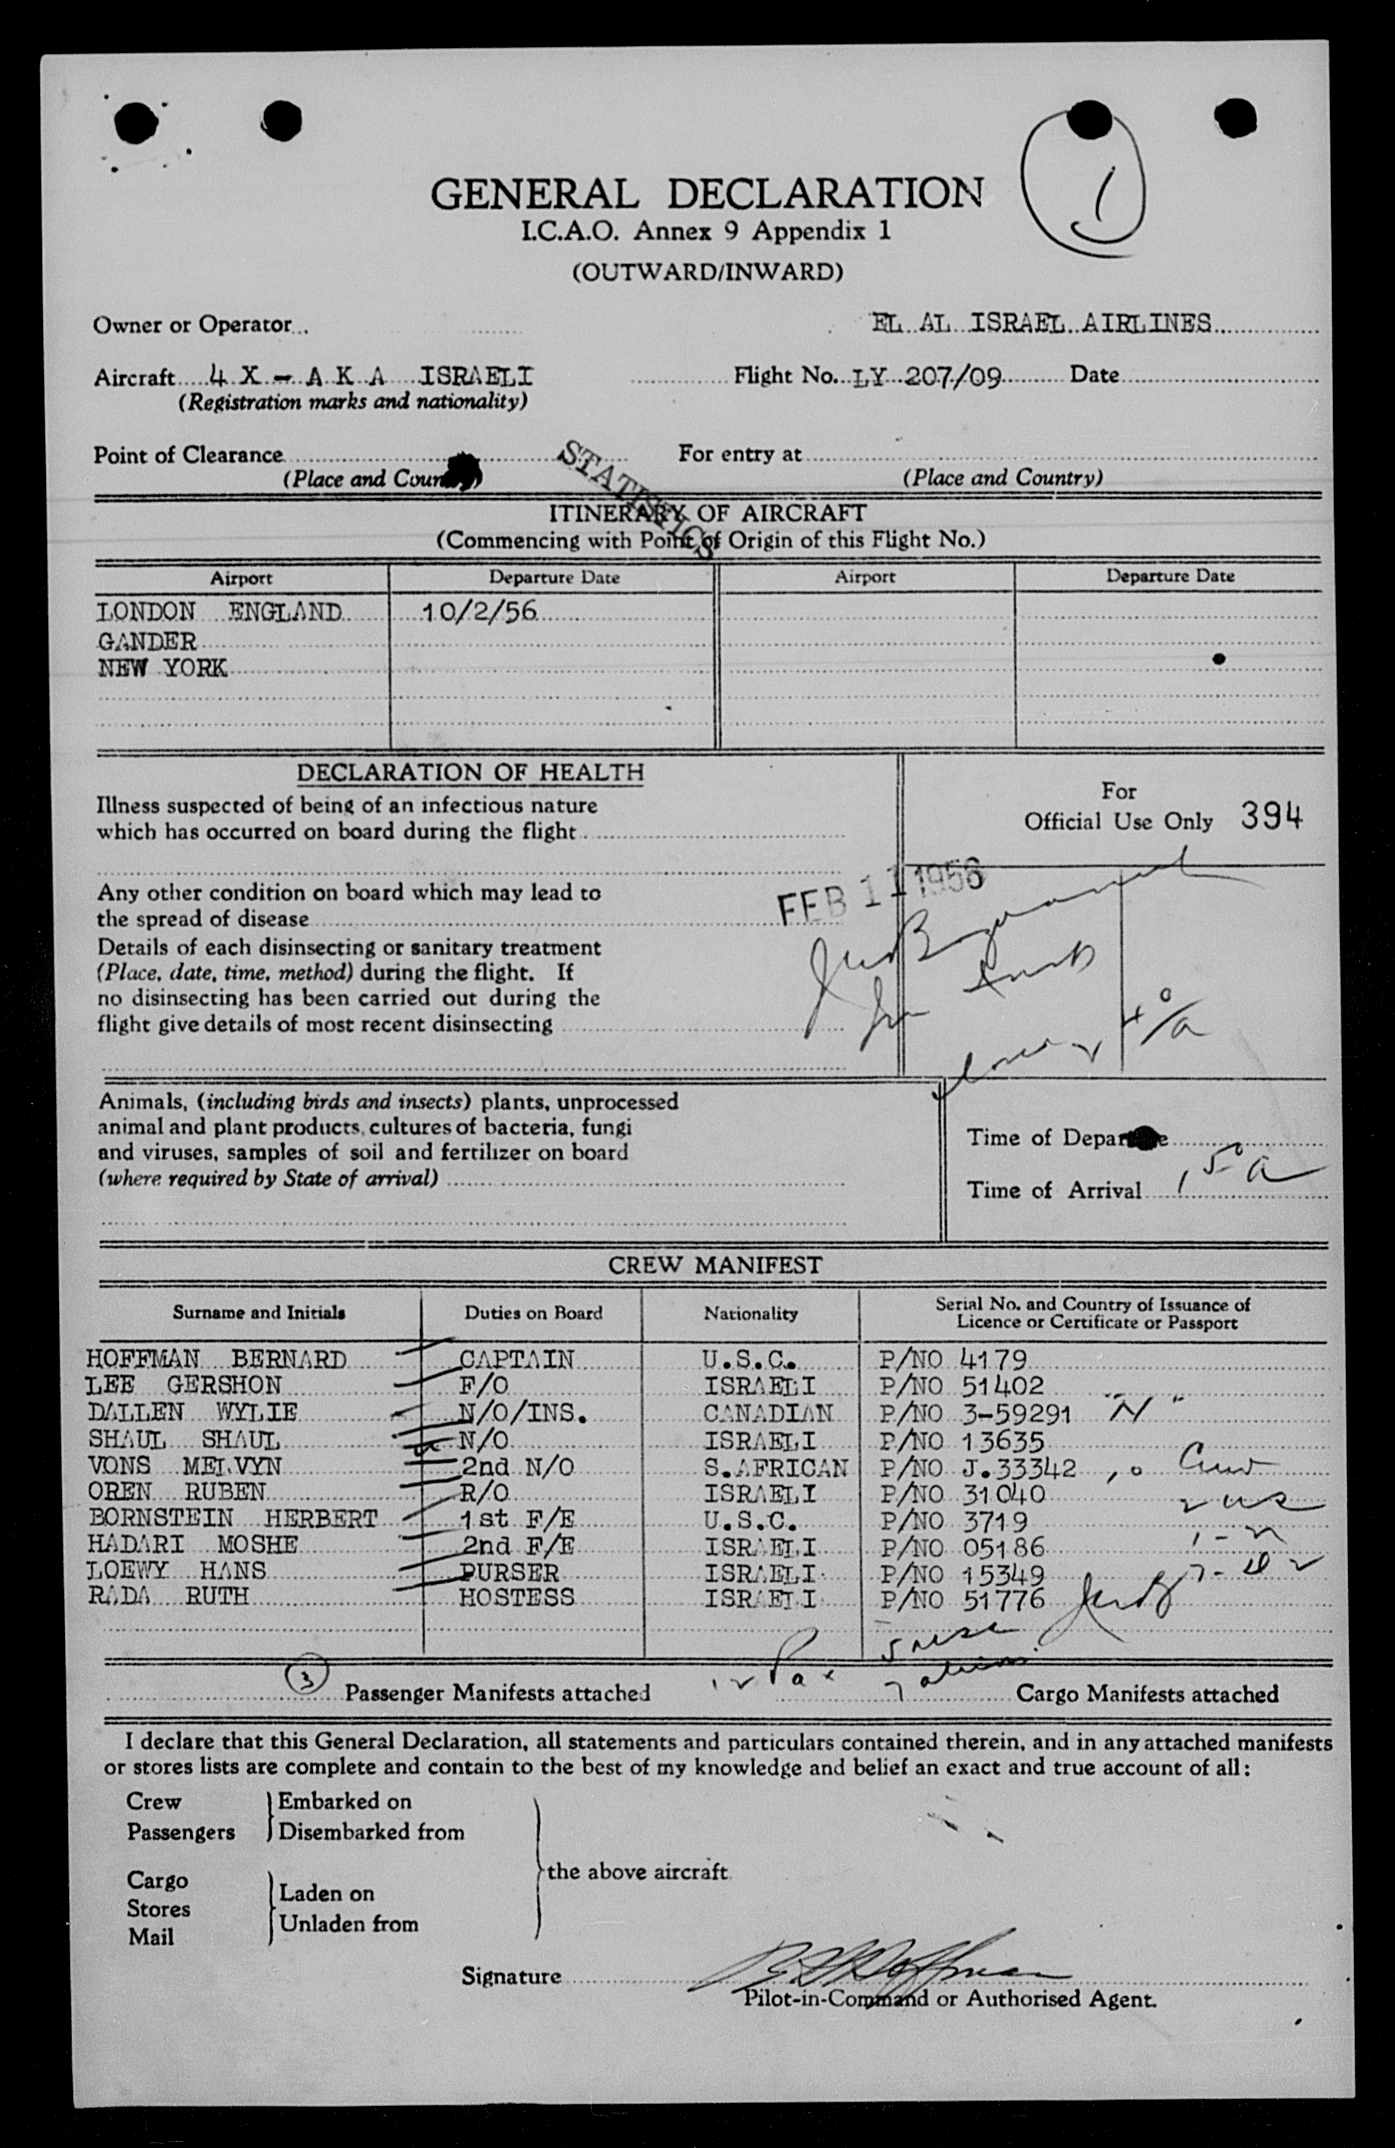 1
GENERAL DECLARATION
I.C.A.O. Annex 9 Appendix 1
(OUTWARD/INWARD)
Owner or Operator EL AL ISRAEL AIRLINES
Aircraft 4 X - A K A ISRAELI Flight No. LY 207/09 Date
(Registration marks and nationality)
Point of Clearance For entry at
(Place and Country) (Place and Country)
STATISTICS
ITINERARY OF AIRCRAFT
(Commencing with Point of Origin of this Flight No.)
Airport Departure Date Airport Departure Date
LONDON ENGLAND 10/2/56
GANDER
NEW YORK
DECLARATION OF HEALTH
Illness suspected of being of an infectious nature
which has occurred on board during the flight
For
Official Use Only 394
Any other condition on board which may lead to
the spread of disease
FEB 11 1956
Details of each disinsecting or sanitary treatment
(Place, date, time, method) during the flight. If
no disinsecting has been carried out during the
flight give details of most recent disinsecting
Animals, (including birds and insects) plants, unprocessed
animal and plant products, cultures of bacteria, fungi
and viruses, samples of soil and fertilizer on board
(where required by State of arrival)
Time of Departure
Time of Arrival 1 50 a
CREW MANIFEST
Surname and Initials Duties on Board Nationality Serial No. and Country of Issuance of
Licence or Certificate or Passport
HOFFMAN BERNARD CAPTAIN U.S.C. P/NO 4179
LEE GERSHON F/O ISRAELI P/NO 51402
DALLEN WYLIE N/O/INS. CANADIAN P/NO 3-59291 "N"
SHAUL SHAUL N/O ISRAELI P/NO 13635
VONS MELVYN 2nd N/O S.AFRICAN P/NO J.33342 10 Crew
OREN RUBEN R/O ISRAELI P/NO 31040 2 usc
BORNSTEIN HERBERT 1st F/E U.S.C. P/NO 3719
HADARI MOSHE 2nd F/E ISRAELI P/NO 05186
LOEWY HANS PURSER ISRAELI P/NO 15349
RADA RUTH HOSTESS ISRAELI P/NO 51776
5 usc
3 Passenger Manifests attached 12 Pax 7 aliens Cargo Manifests attached
I declare that this General Declaration, all statements and particulars contained therein, and in any attached manifests
or stores lists are complete and contain to the best of my knowledge and belief an exact and true account of all:
Crew
Passengers
Embarked on
Disembarked from
the above aircraft.
Cargo
Stores
Mail
Laden on
Unladen from
Signature B Hoffman
Pilot-in-Command or Authorised Agent.